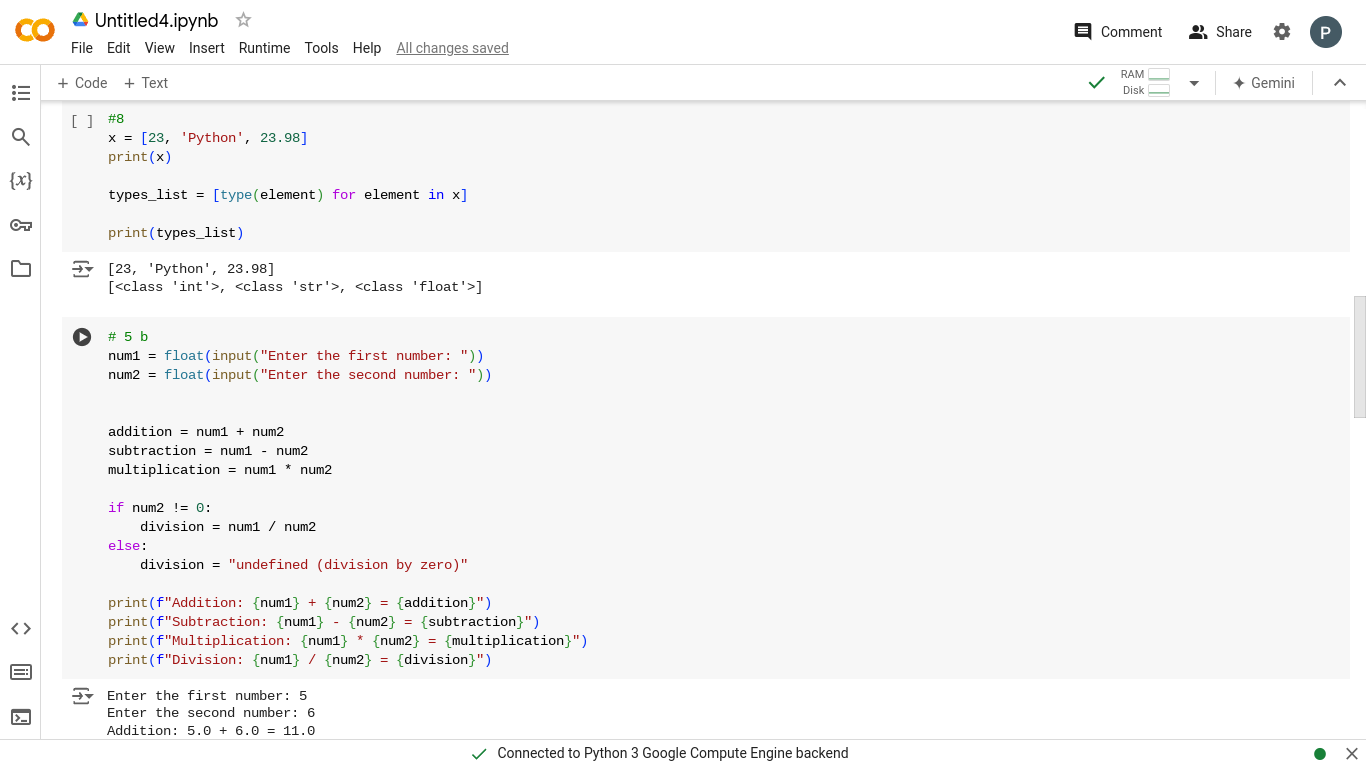 Untitled4.ipynb
File Edit View Insert Runtime Tools Help All changes saved
Comment Share P
+ Code + Text
RAM
Disk
Gemini
[ ] #8
x = [23, 'Python', 23.98]
print(x)
types_list = [type(element) for element in x]
print(types_list)
[23, 'Python', 23.98]
[<class 'int'>, <class 'str'>, <class 'float'>]
# 5 b
num1 = float(input("Enter the first number: "))
num2 = float(input("Enter the second number: "))
addition = num1 + num2
subtraction = num1 - num2
multiplication = num1 * num2
if num2 != 0:
    division = num1 / num2
else:
    division = "undefined (division by zero)"
print(f"Addition: {num1} + {num2} = {addition}")
print(f"Subtraction: {num1} - {num2} = {subtraction}")
print(f"Multiplication: {num1} * {num2} = {multiplication}")
print(f"Division: {num1} / {num2} = {division}")
Enter the first number: 5
Enter the second number: 6
Addition: 5.0 + 6.0 = 11.0
Connected to Python 3 Google Compute Engine backend